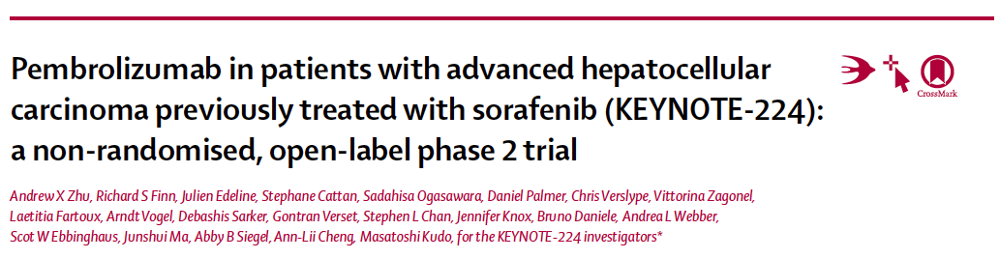 Pembrolizumab in patients with advanced hepatocellular
carcinoma previously treated with sorafenib (KEYNOTE-224):
a non-randomised, open-label phase 2 trial
CrossMark
Andrew X Zhu, Richard S Finn, Julien Edeline, Stephane Cattan, Sadahisa Ogasawara, Daniel Palmer, Chris Verslype, Vittorina Zagonel,
Laetitia Fartoux, Arndt Vogel, Debashis Sarker, Gontran Verset, Stephen L Chan, Jennifer Knox, Bruno Daniele, Andrea L Webber,
Scot W Ebbinghaus, Junshui Ma, Abby B Siegel, Ann-Lii Cheng, Masatoshi Kudo, for the KEYNOTE-224 investigators*